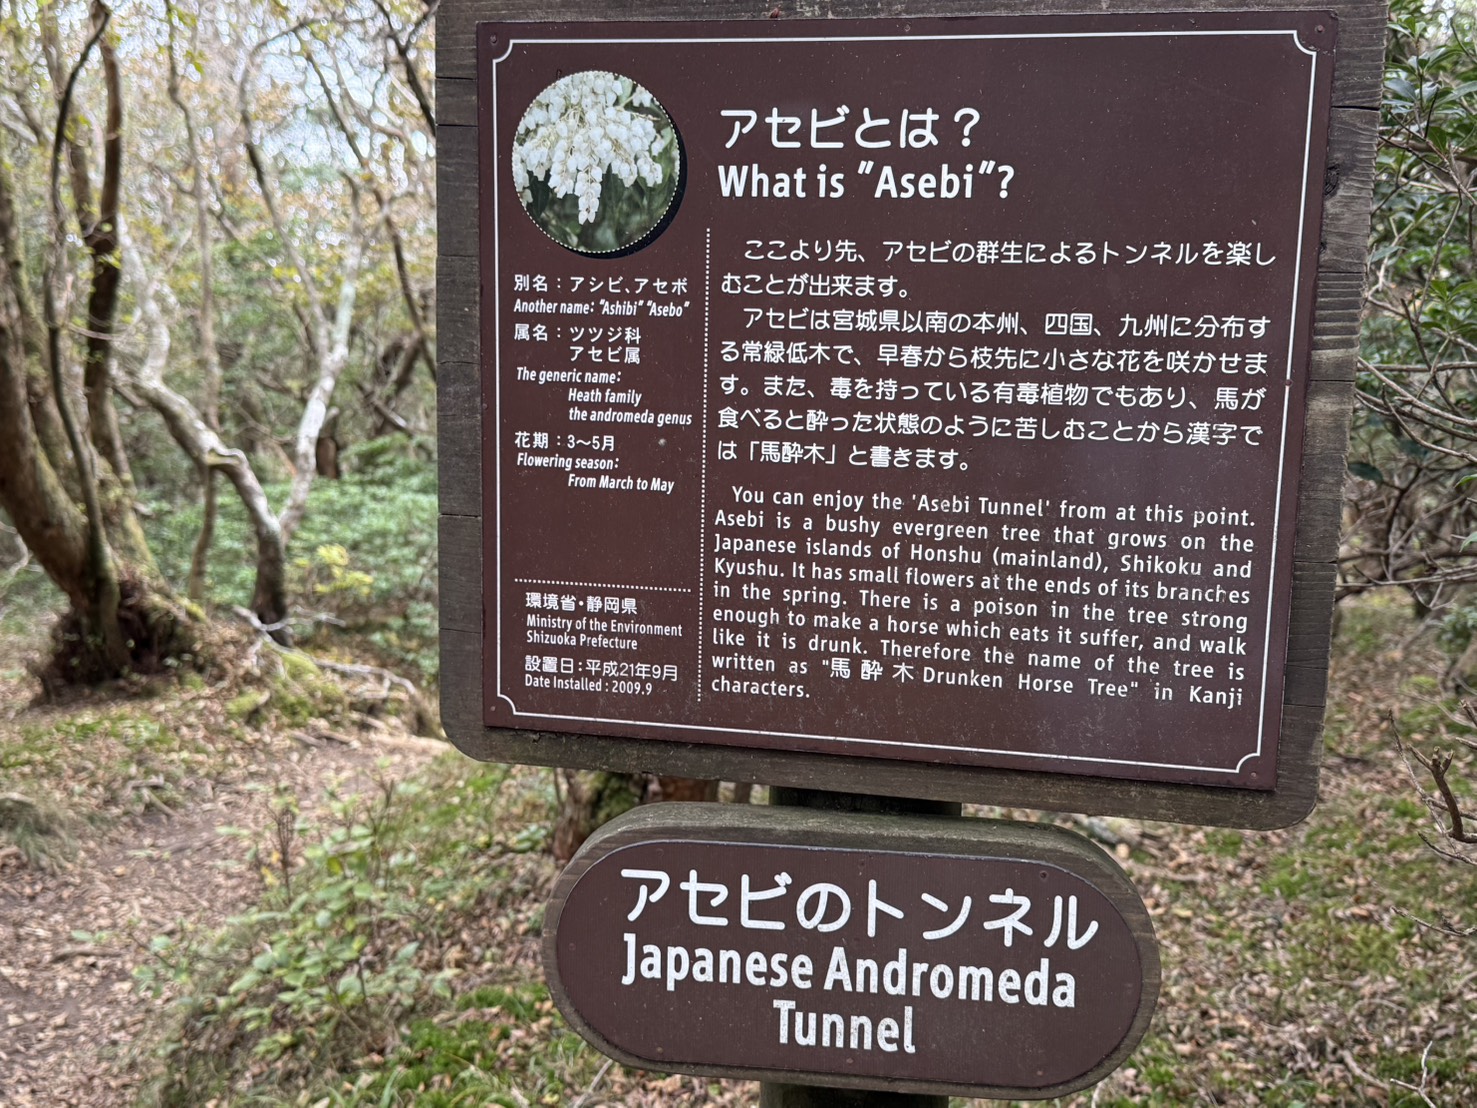 アセビとは？
What is "Asebi"?
別名：アシビ、アセボ
Another name: "Ashibi" "Asebo"
属名：ツツジ科
アセビ属
The generic name:
Heath family
the andromeda genus
花期：3～5月
Flowering season:
From March to May
環境省・静岡県
Ministry of the Environment
Shizuoka Prefecture
設置日：平成21年9月
Date Installed : 2009.9
ここより先、アセビの群生によるトンネルを楽し
むことが出来ます。
アセビは宮城県以南の本州、四国、九州に分布す
る常緑低木で、早春から枝先に小さな花を咲かせま
す。また、毒を持っている有毒植物でもあり、馬が
食べると酔った状態のように苦しむことから漢字で
は「馬酔木」と書きます。
You can enjoy the 'Asebi Tunnel' from at this point.
Asebi is a bushy evergreen tree that grows on the
Japanese islands of Honshu (mainland), Shikoku and
Kyushu. It has small flowers at the ends of its branches
in the spring. There is a poison in the tree strong
enough to make a horse which eats it suffer, and walk
like it is drunk. Therefore the name of the tree is
written as "馬酔木 Drunken Horse Tree" in Kanji
characters.
アセビのトンネル
Japanese Andromeda
Tunnel